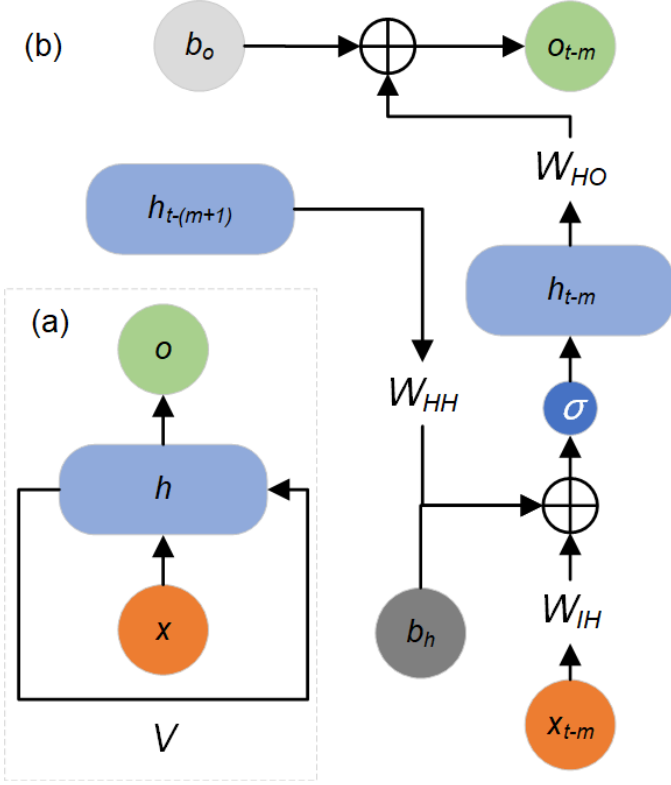 (b)
b_o
o_{t-m}
W_{HO}
h_{t-(m+1)}
h_{t-m}
(a)
o
W_{HH}
σ
h
x
b_h
W_{IH}
V
x_{t-m}